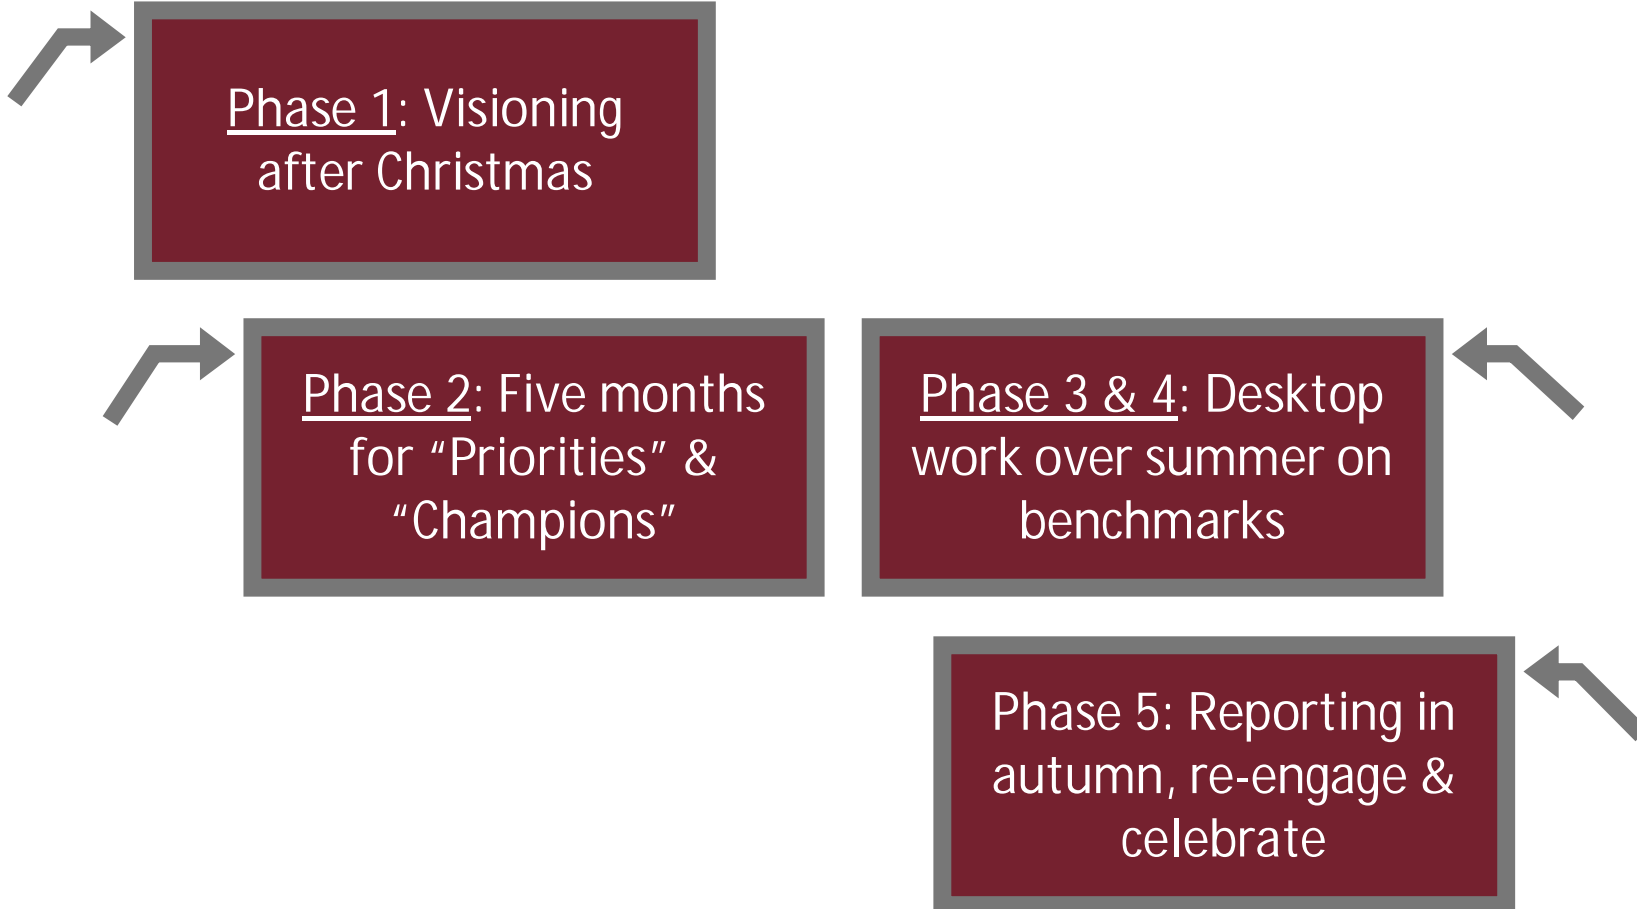 Phase 1: Visioning
after Christmas
Phase 2: Five months
for “Priorities” &
“Champions”
Phase 3 & 4: Desktop
work over summer on
benchmarks
Phase 5: Reporting in
autumn, re-engage &
celebrate